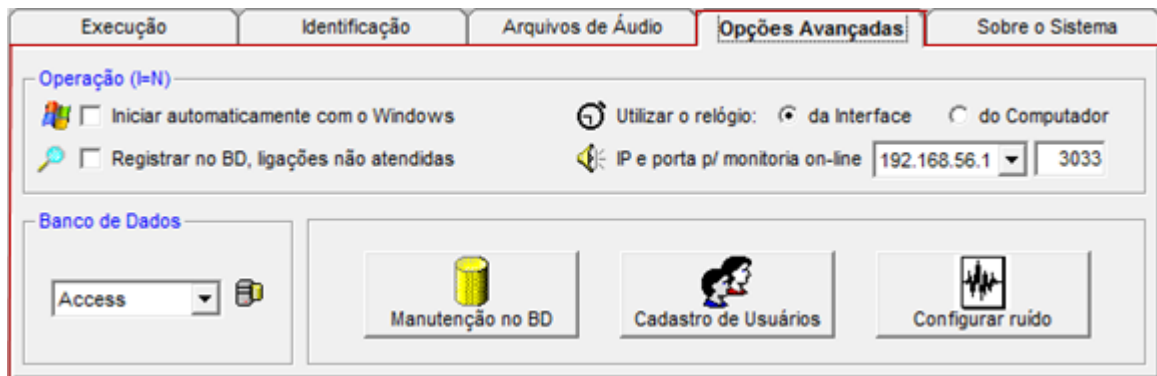 Execução Identificação Arquivos de Áudio Opções Avançadas Sobre o Sistema
Operação (I=N)
Iniciar automaticamente com o Windows Utilizar o relógio: da Interface do Computador
Registrar no BD, ligações não atendidas IP e porta p/ monitoria on-line 192.168.56.1 3033
Banco de Dados
Access
Manutenção no BD Cadastro de Usuários Configurar ruído